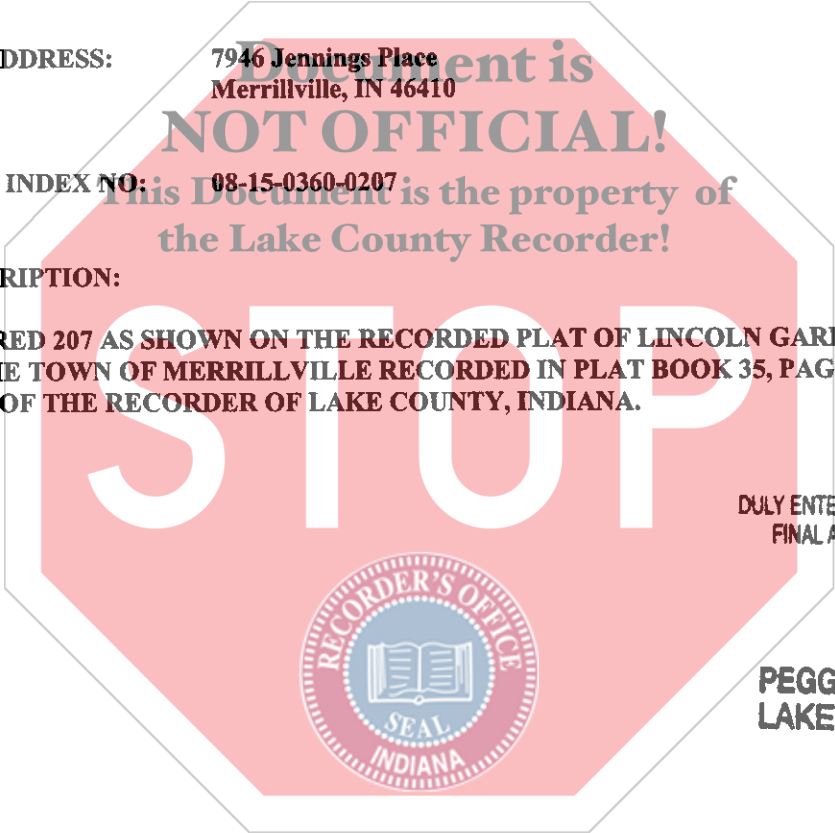 DDRESS: 7946 Jennings Place
Merrillville, IN 46410
Document is
NOT OFFICIAL!
INDEX NO: 08-15-0360-0207
This Document is the property of
the Lake County Recorder!
RIPTION:
RED 207 AS SHOWN ON THE RECORDED PLAT OF LINCOLN GARD
E TOWN OF MERRILLVILLE RECORDED IN PLAT BOOK 35, PAG
OF THE RECORDER OF LAKE COUNTY, INDIANA.
STOP
DULY ENTE
FINAL A
RECORDER'S OFFICE
SEAL
INDIANA
PEGG
LAKE